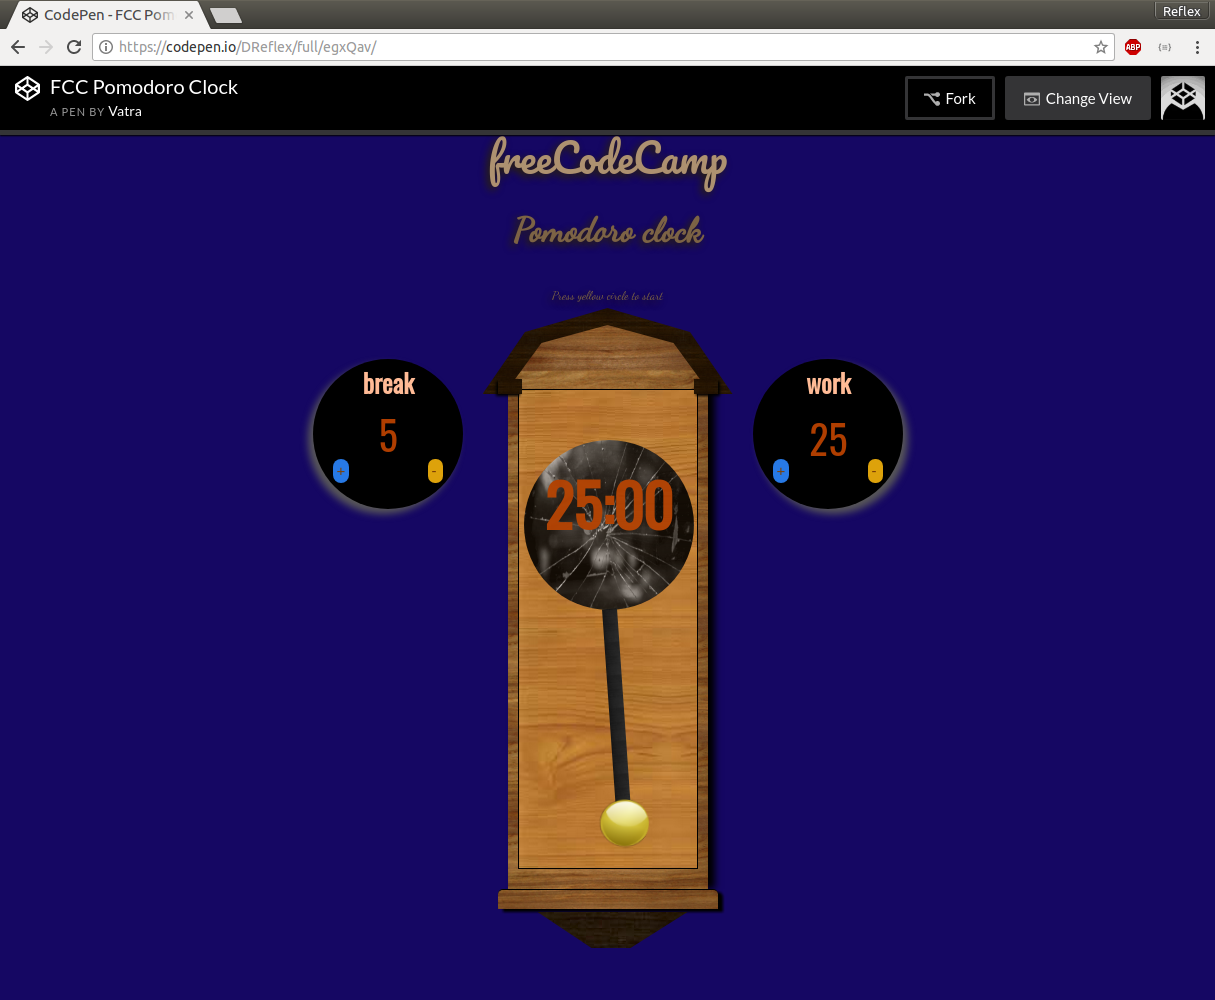 CodePen - FCC Pom
Reflex
https://codepen.io/DReflex/full/egxQav/
ABP
FCC Pomodoro Clock
A PEN BY Vatra
Fork
Change View
freeCodeCamp
Pomodoro clock
Press yellow circle to start
break
5
+ -
work
25
+ -
25:00